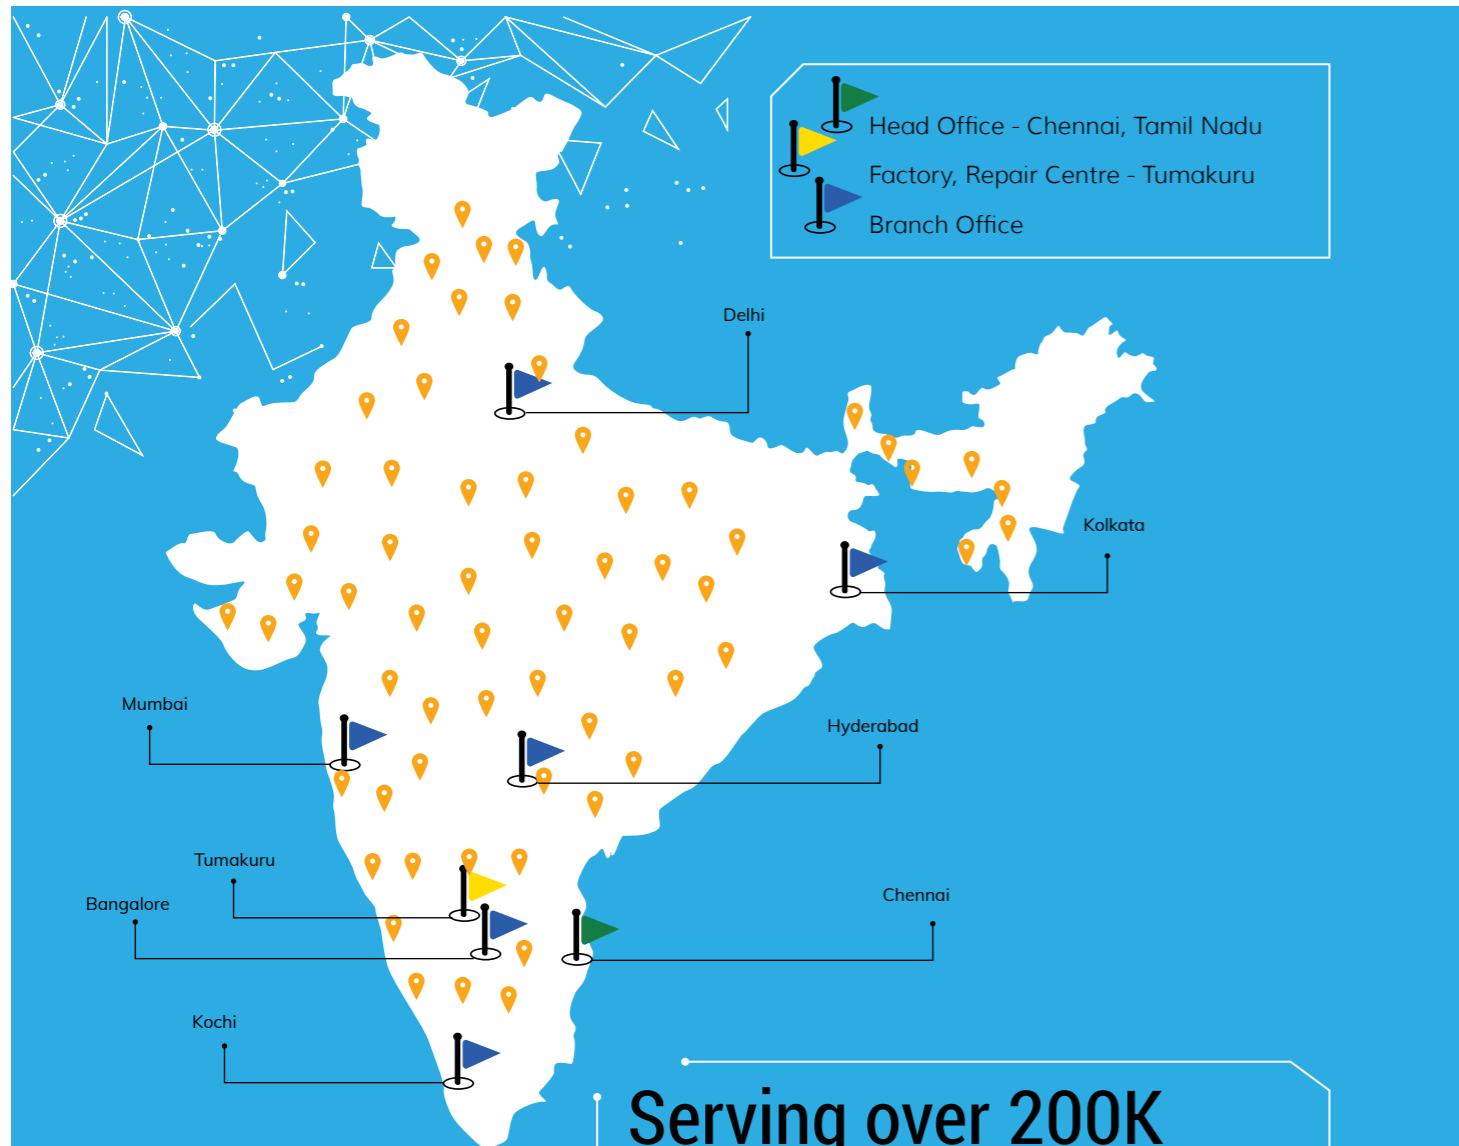 Head Office - Chennai, Tamil Nadu
Factory, Repair Centre - Tumakuru
Branch Office
Delhi
Kolkata
Mumbai
Hyderabad
Tumakuru
Chennai
Bangalore
Kochi
Serving over 200K